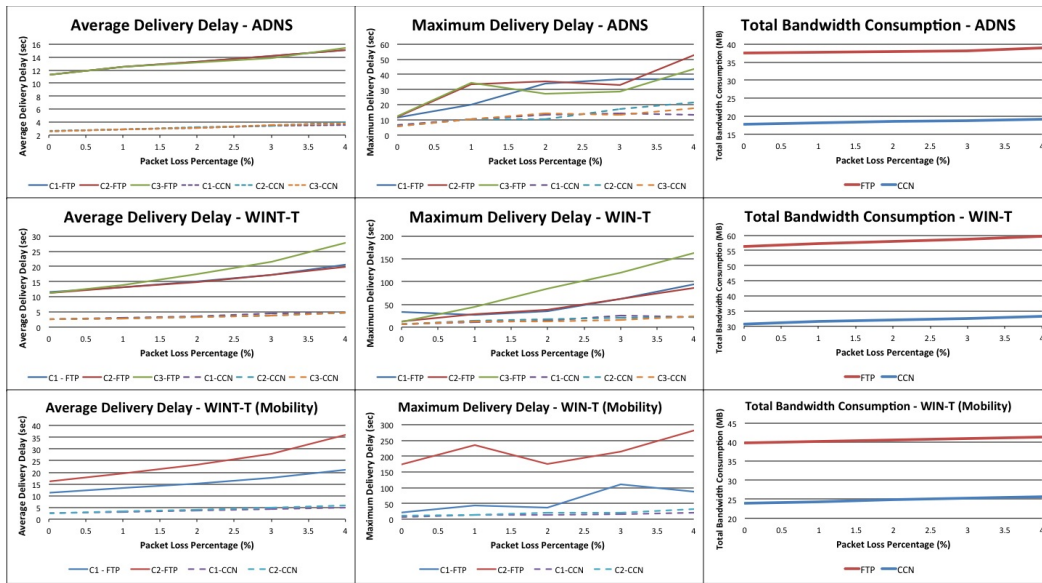 Average Delivery Delay - ADNS
Average Delivery Delay (sec)
16
14
12
10
8
6
4
2
0 0.5 1 1.5 2 2.5 3 3.5 4
Packet Loss Percentage (%)
C1-FTP C2-FTP C3-FTP C1-CCN C2-CCN C3-CCN
Maximum Delivery Delay - ADNS
Maximum Delivery Delay (sec)
60
50
40
30
20
10
0
0 0.5 1 1.5 2 2.5 3 3.5 4
Packet Loss Percentage (%)
C1-FTP C2-FTP C3-FTP C1-CCN C2-CCN C3-CCN
Total Bandwidth Consumption - ADNS
Total Bandwidth Consumption (MB)
40
35
30
25
20
15
0 0.5 1 1.5 2 2.5 3 3.5 4
Packet Loss Percentage (%)
FTP CCN
Average Delivery Delay - WINT-T
Average Delivery Delay (sec)
30
25
20
15
10
5
0
0 0.5 1 1.5 2 2.5 3 3.5 4
Packet Loss Percentage (%)
C1 - FTP C2-FTP C3-FTP C1-CCN C2-CCN C3-CCN
Maximum Delivery Delay - WIN-T
Maximum Delivery Delay (sec)
200
150
100
50
0
0 0.5 1 1.5 2 2.5 3 3.5 4
Packet Loss Percentage (%)
C1-FTP C2-FTP C3-FTP C1-CCN C2-CCN C3-CCN
Total Bandwidth Consumption - WIN-T
Total Bandwidth Consumption (MB)
60
55
50
45
40
35
30
0 0.5 1 1.5 2 2.5 3 3.5 4
Packet Loss Percentage (%)
FTP CCN
Average Delivery Delay - WINT-T (Mobility)
Average Delivery Delay (sec)
40
35
30
25
20
15
10
5
0
0 0.5 1 1.5 2 2.5 3 3.5 4
Packet Loss Percentage (%)
C1 - FTP C2-FTP C1-CCN C2-CCN
Maximum Delivery Delay - WIN-T (Mobility)
Maximum Delivery Delay (sec)
300
250
200
150
100
50
0
0 0.5 1 1.5 2 2.5 3 3.5 4
Packet Loss Percentage (%)
C1-FTP C2-FTP C1-CCN C2-CCN
Total Bandwidth Consumption - WIN-T (Mobility)
Total Bandwidth Consumption (MB)
45
40
35
30
25
20
0 0.5 1 1.5 2 2.5 3 3.5 4
Packet Loss Percentage (%)
FTP CCN